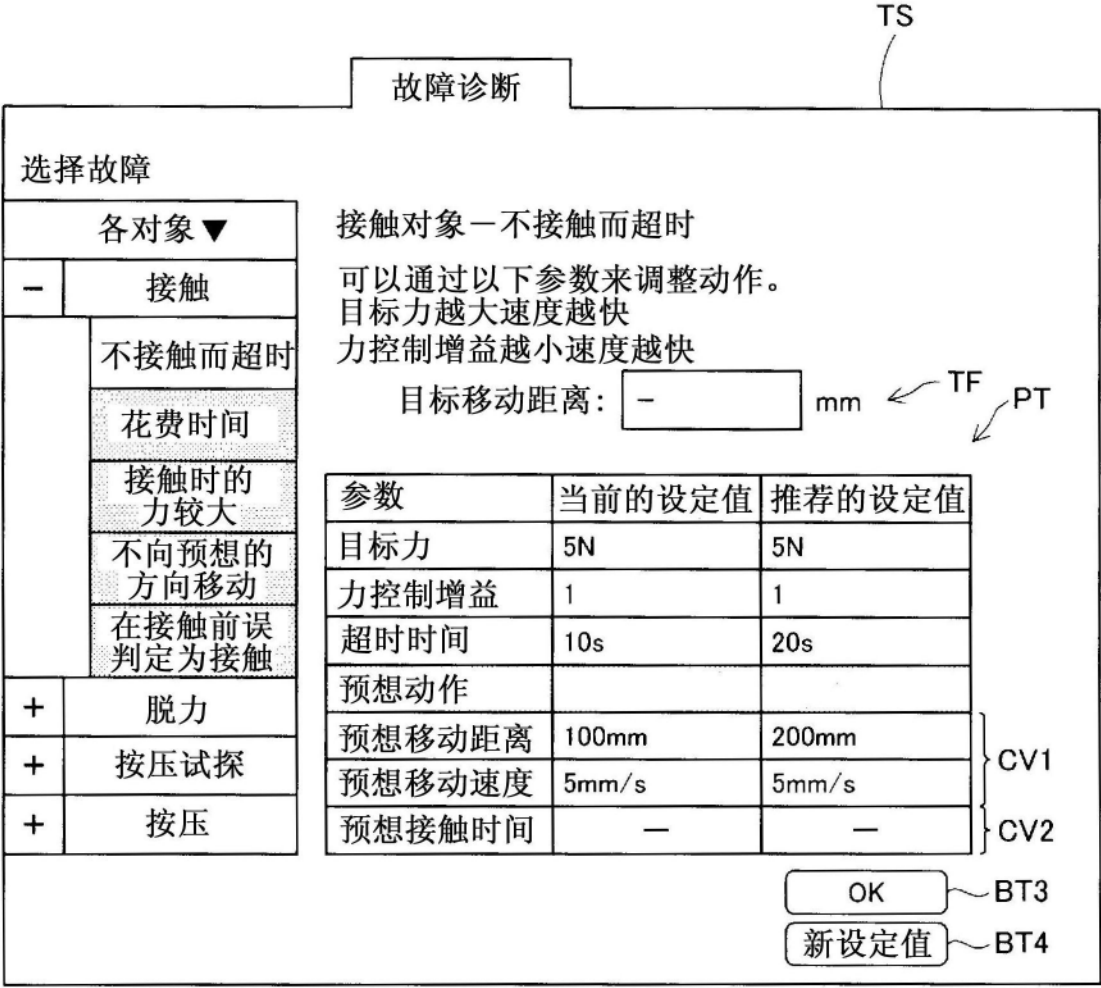 TS
故障诊断
选择故障
各对象▼
接触对象－不接触而超时
可以通过以下参数来调整动作。
目标力越大速度越快
力控制增益越小速度越快
目标移动距离: － mm
TF
PT
－ 接触
不接触而超时
花费时间
接触时的
力较大
不向预想的
方向移动
在接触前误
判定为接触
+ 脱力
+ 按压试探
+ 按压
参数 当前的设定值 推荐的设定值
目标力 5N 5N
力控制增益 1 1
超时时间 10s 20s
预想动作
预想移动距离 100mm 200mm
预想移动速度 5mm/s 5mm/s
CV1
预想接触时间 － －
CV2
OK BT3
新设定值 BT4